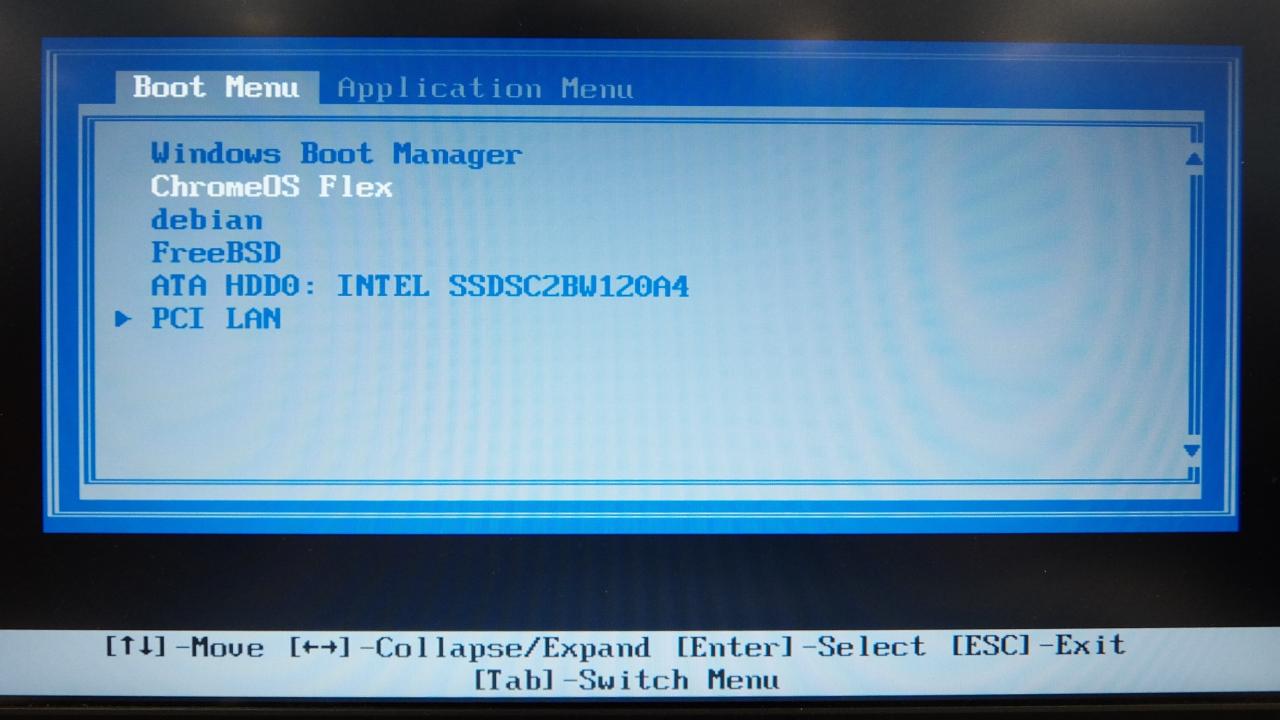 Boot Menu Application Menu
Windows Boot Manager
ChromeOS Flex
debian
FreeBSD
ATA HDD0: INTEL SSDSC2BW120A4
PCI LAN
[↑↓]-Move [←→]-Collapse/Expand [Enter]-Select [ESC]-Exit
[Tab]-Switch Menu